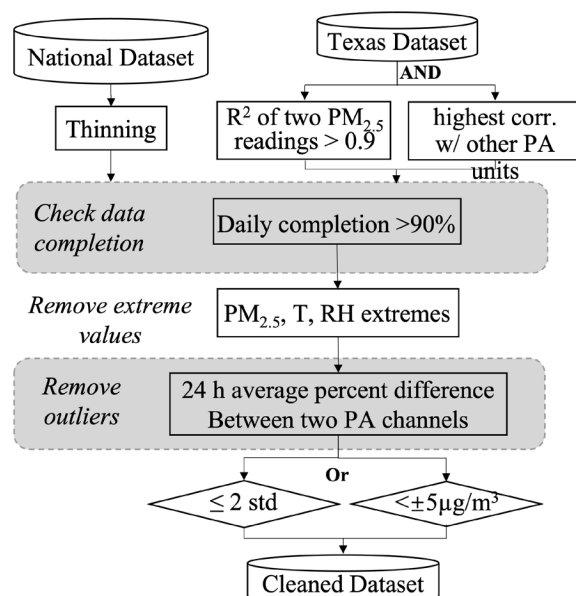 National Dataset
Texas Dataset
AND
Thinning
R² of two PM₂.₅
readings > 0.9
highest corr.
w/ other PA
units
Check data
completion
Daily completion >90%
Remove extreme
values
PM₂.₅, T, RH extremes
Remove
outliers
24 h average percent difference
Between two PA channels
Or
≤ 2 std
<±5µg/m³
Cleaned Dataset